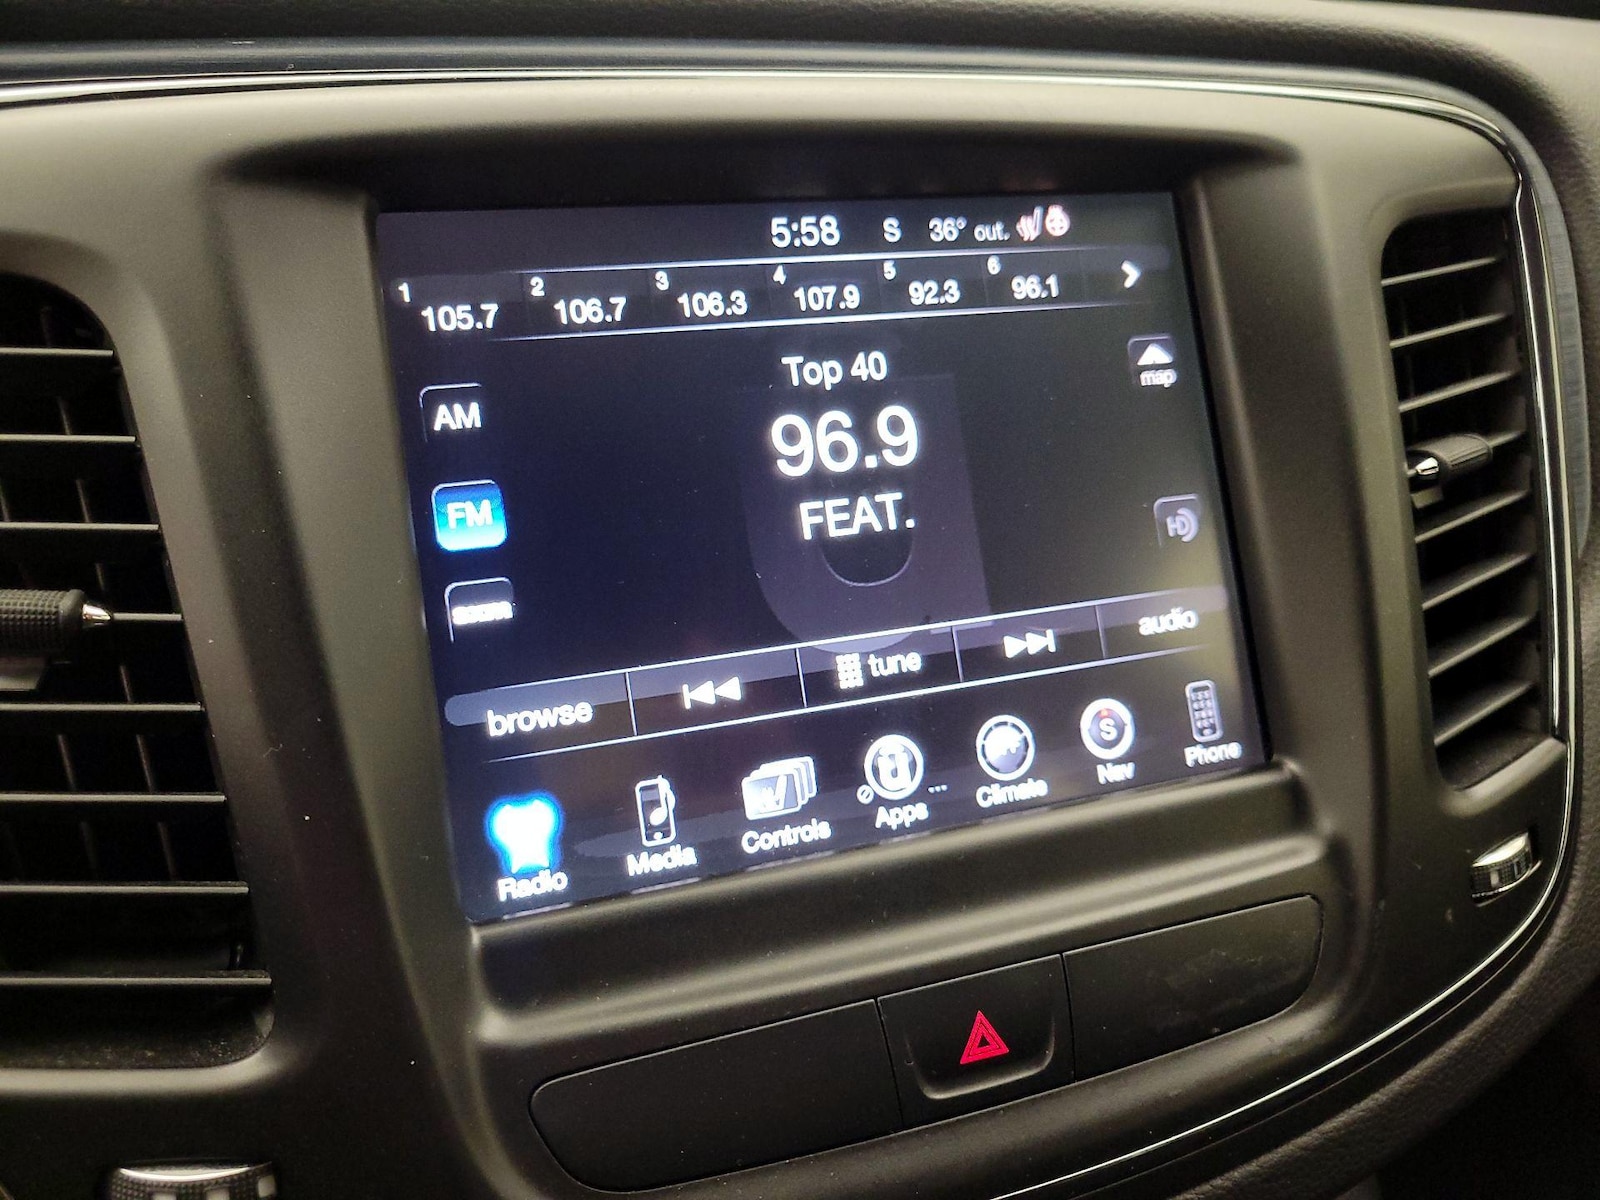 5:58 S 36° out.
1 105.7 2 106.7 3 106.3 4 107.9 5 92.3 6 96.1
Top 40
map
AM
96.9
FM
FEAT.
HD
browse tune audio
Radio Media Controls Apps ... Climate Nav Phone
OFF
S